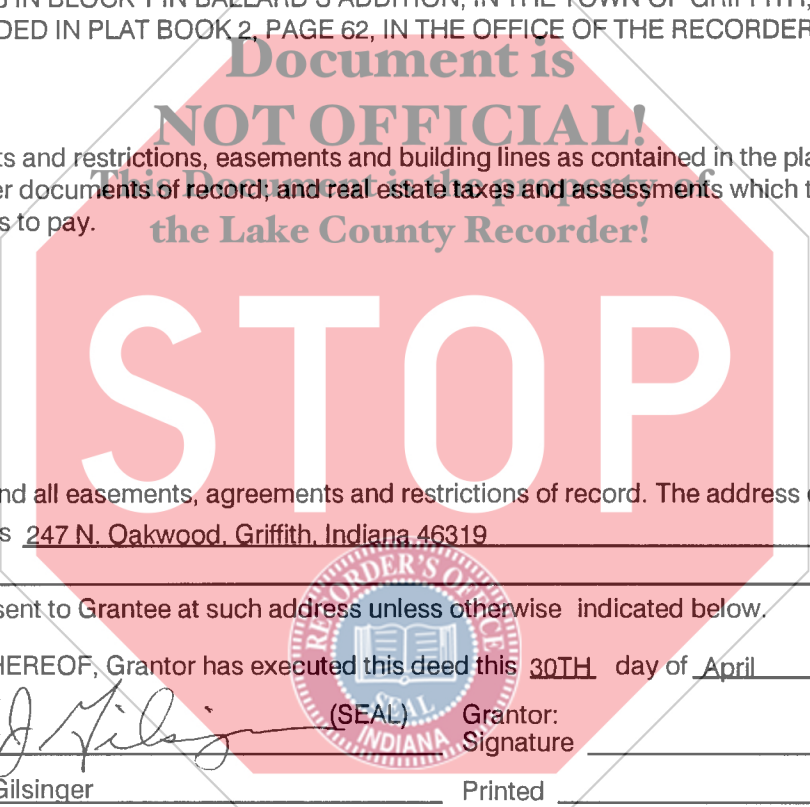 IN BLOCK 1 IN BALLARD'S ADDITION, IN THE TOWN OF GRIFFITH,
DED IN PLAT BOOK 2, PAGE 62, IN THE OFFICE OF THE RECORDER
Document is
NOT OFFICIAL!
ts and restrictions, easements and building lines as contained in the pla
er documents of record; and real estate taxes and assessments which t
This Document is the property of
s to pay.
the Lake County Recorder!
STOP
nd all easements, agreements and restrictions of record. The address
s 247 N. Oakwood, Griffith, Indiana 46319
sent to Grantee at such address unless otherwise indicated below.
HEREOF, Grantor has executed this deed this 30TH day of April
RECORDER'S OFFICE
SEAL
INDIANA
J Gilsinger (SEAL) Grantor:
Signature
Gilsinger Printed